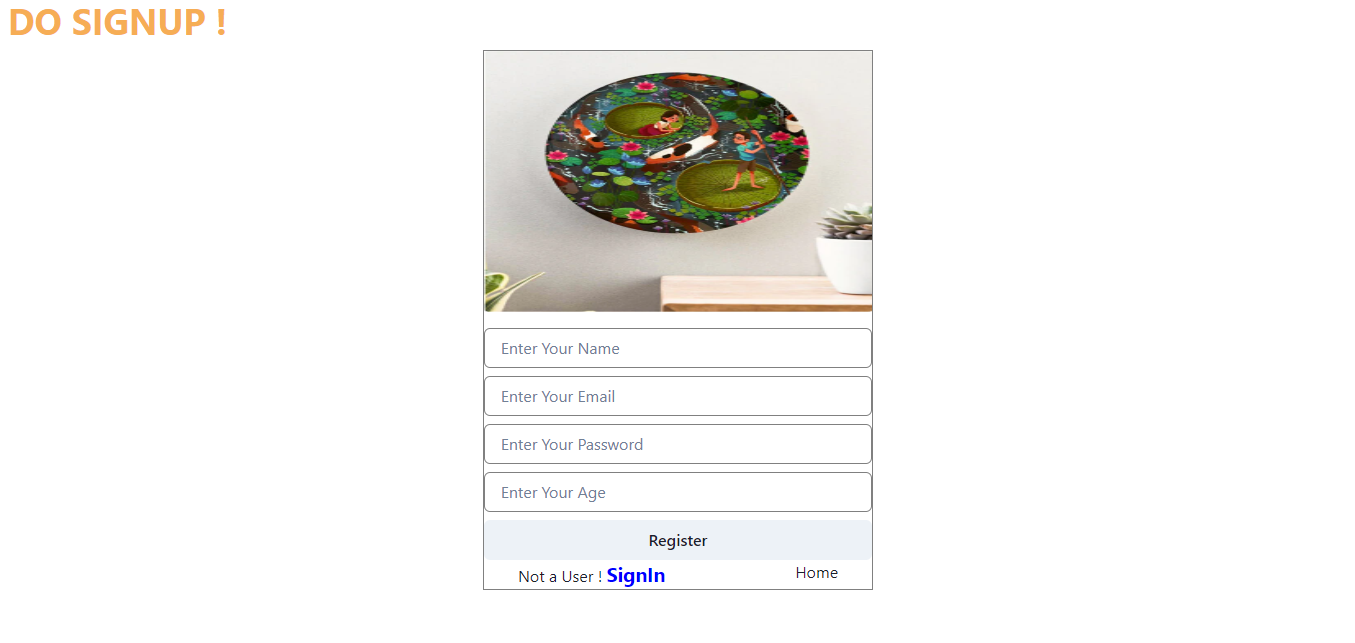 DO SIGNUP !
Enter Your Name
Enter Your Email
Enter Your Password
Enter Your Age
Register
Not a User ! SignIn
Home